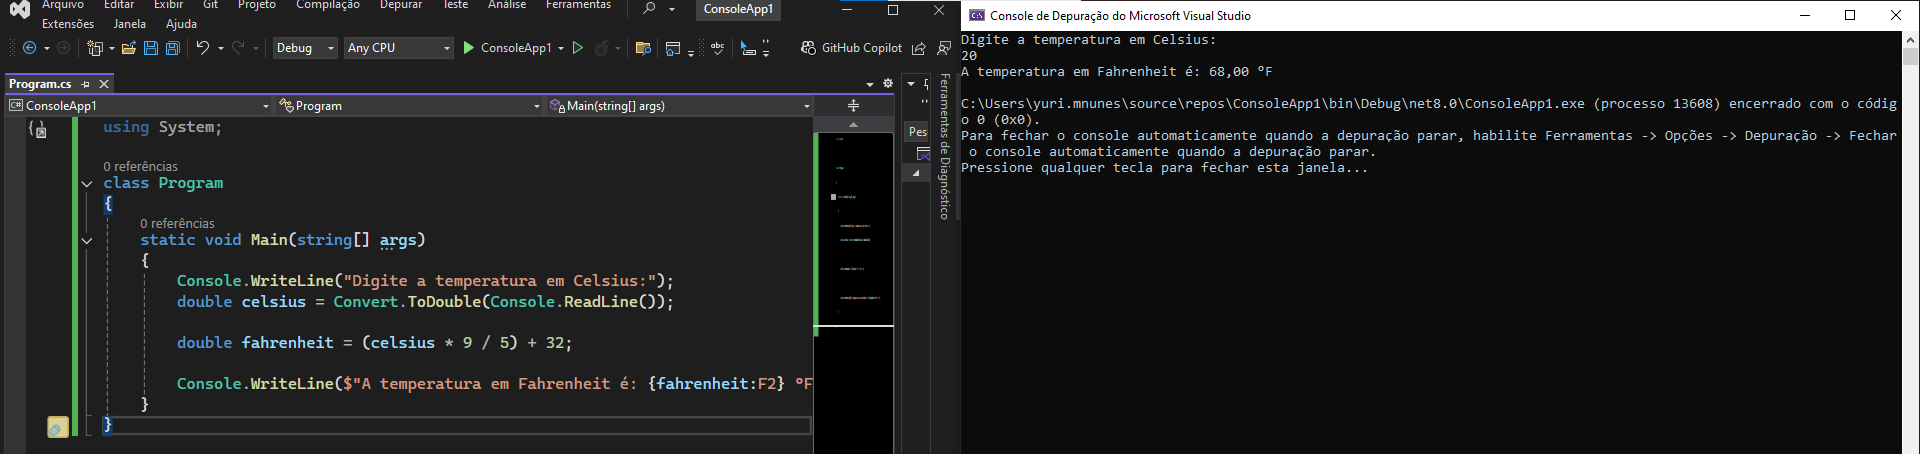 Arquivo Editar Exibir Git Projeto Compilação Depurar Teste Análise Ferramentas
ConsoleApp1
Extensões Janela Ajuda
Debug Any CPU ConsoleApp1 abc GitHub Copilot
Program.cs
C# ConsoleApp1 Program Main(string[] args)
using System;
0 referências
class Program
{
0 referências
static void Main(string[] args)
{
Console.WriteLine("Digite a temperatura em Celsius:");
double celsius = Convert.ToDouble(Console.ReadLine());
double fahrenheit = (celsius * 9 / 5) + 32;
Console.WriteLine($"A temperatura em Fahrenheit é: {fahrenheit:F2} ºF
}
}
Pes
Ferramentas de Diagnóstico
Console de Depuração do Microsoft Visual Studio
Digite a temperatura em Celsius:
20
A temperatura em Fahrenheit é: 68,00 ºF
C:\Users\yuri.mnunes\source\repos\ConsoleApp1\bin\Debug\net8.0\ConsoleApp1.exe (processo 13608) encerrado com o códig
o 0 (0x0).
Para fechar o console automaticamente quando a depuração parar, habilite Ferramentas -> Opções -> Depuração -> Fechar
o console automaticamente quando a depuração parar.
Pressione qualquer tecla para fechar esta janela...